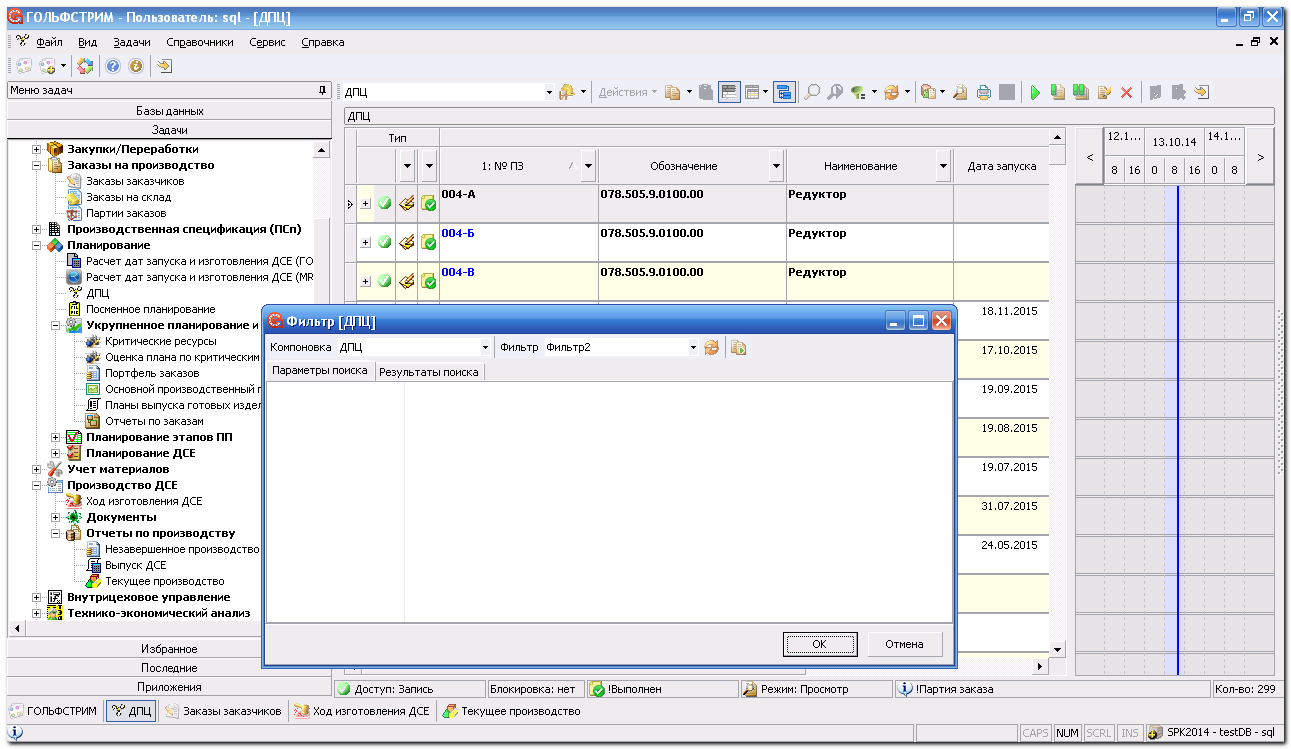 ГОЛЬФСТРИМ - Пользователь: sql - [ДПЦ]
Файл Вид Задачи Справочники Сервис Справка
Меню задач
Базы данных
Задачи
Закупки/Переработки
Заказы на производство
Заказы заказчиков
Заказы на склад
Партии заказов
Производственная спецификация (ПСп)
Планирование
Расчет дат запуска и изготовления ДСЕ (ГО
Расчет дат запуска и изготовления ДСЕ (MR
ДПЦ
Посменное планирование
Укрупненное планирование и
Критические ресурсы
Оценка плана по критическим
Портфель заказов
Основной производственный п
Планы выпуска готовых издел
Отчеты по заказам
Планирование этапов ПП
Планирование ДСЕ
Учет материалов
Производство ДСЕ
Ход изготовления ДСЕ
Документы
Отчеты по производству
Незавершенное производство
Выпуск ДСЕ
Текущее производство
Внутрицеховое управление
Технико-экономический анализ
Избранное
Последние
Приложения
ДПЦ Действия
ДПЦ
Тип
1: № ПЗ Обозначение Наименование Дата запуска
004-А 078.505.9.0100.00 Редуктор
004-Б 078.505.9.0100.00 Редуктор
004-В 078.505.9.0100.00 Редуктор
18.11.2015
17.10.2015
19.09.2015
19.08.2015
19.07.2015
31.07.2015
24.05.2015
< 12.1... 13.10.14 14.1... >
8 16 0 8 16 0 8
Фильтр [ДПЦ]
Компоновка ДПЦ Фильтр Фильтр2
Параметры поиска Результаты поиска
OK Отмена
Доступ: Запись Блокировка: нет !Выполнен Режим: Просмотр !Партия заказа Кол-во: 299
ГОЛЬФСТРИМ ДПЦ Заказы заказчиков Ход изготовления ДСЕ Текущее производство
CAPS NUM SCRL INS SPK2014 - testDB - sql